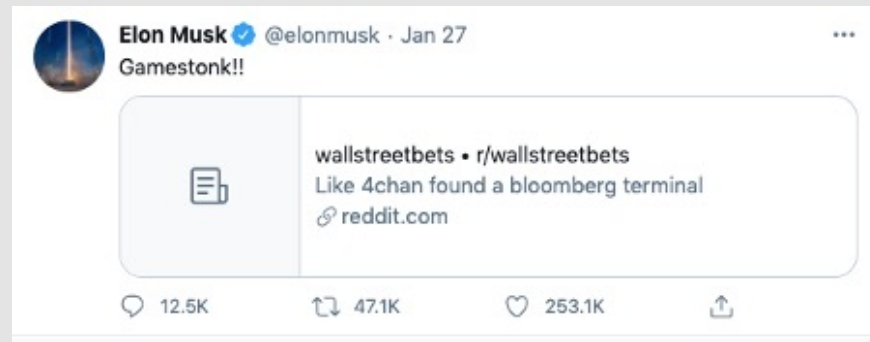 Elon Musk @elonmusk · Jan 27
Gamestonk!!
wallstreetbets • r/wallstreetbets
Like 4chan found a bloomberg terminal
reddit.com
12.5K 47.1K 253.1K